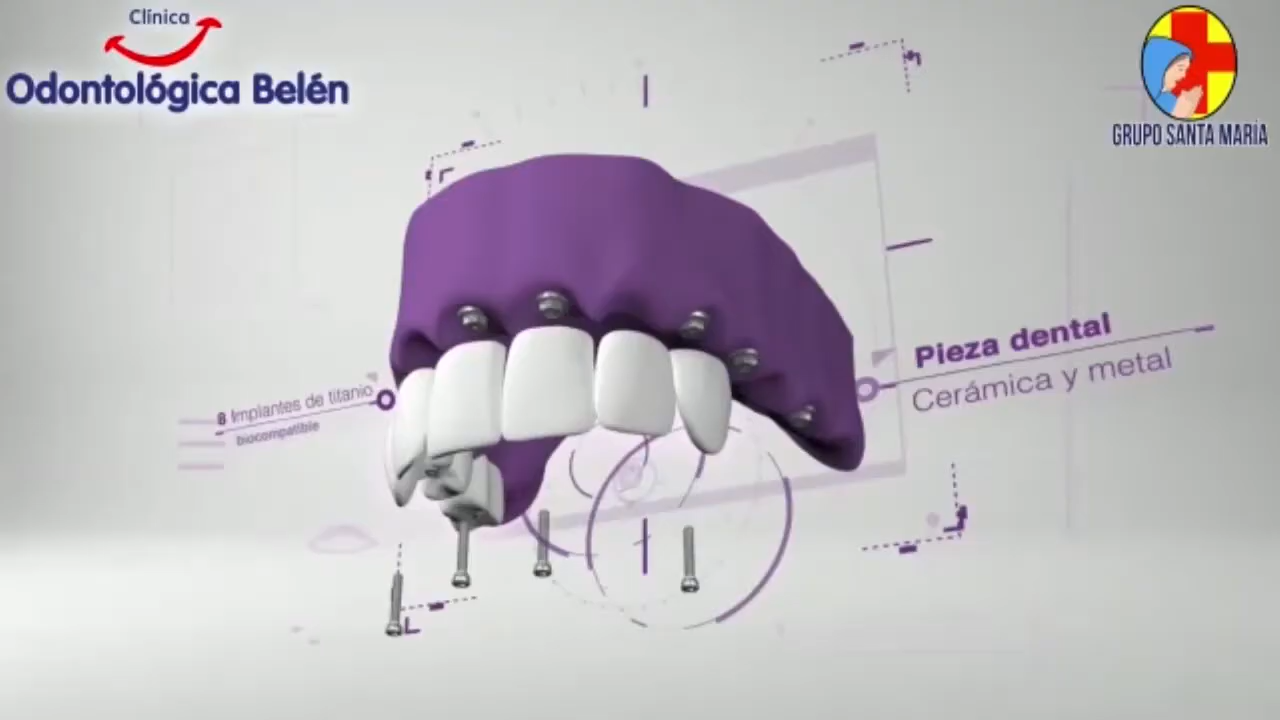 Clínica
Odontológica Belén
GRUPO SANTA MARÍA
Pieza dental
Cerámica y metal
8 Implantes de titanio
biocompatible